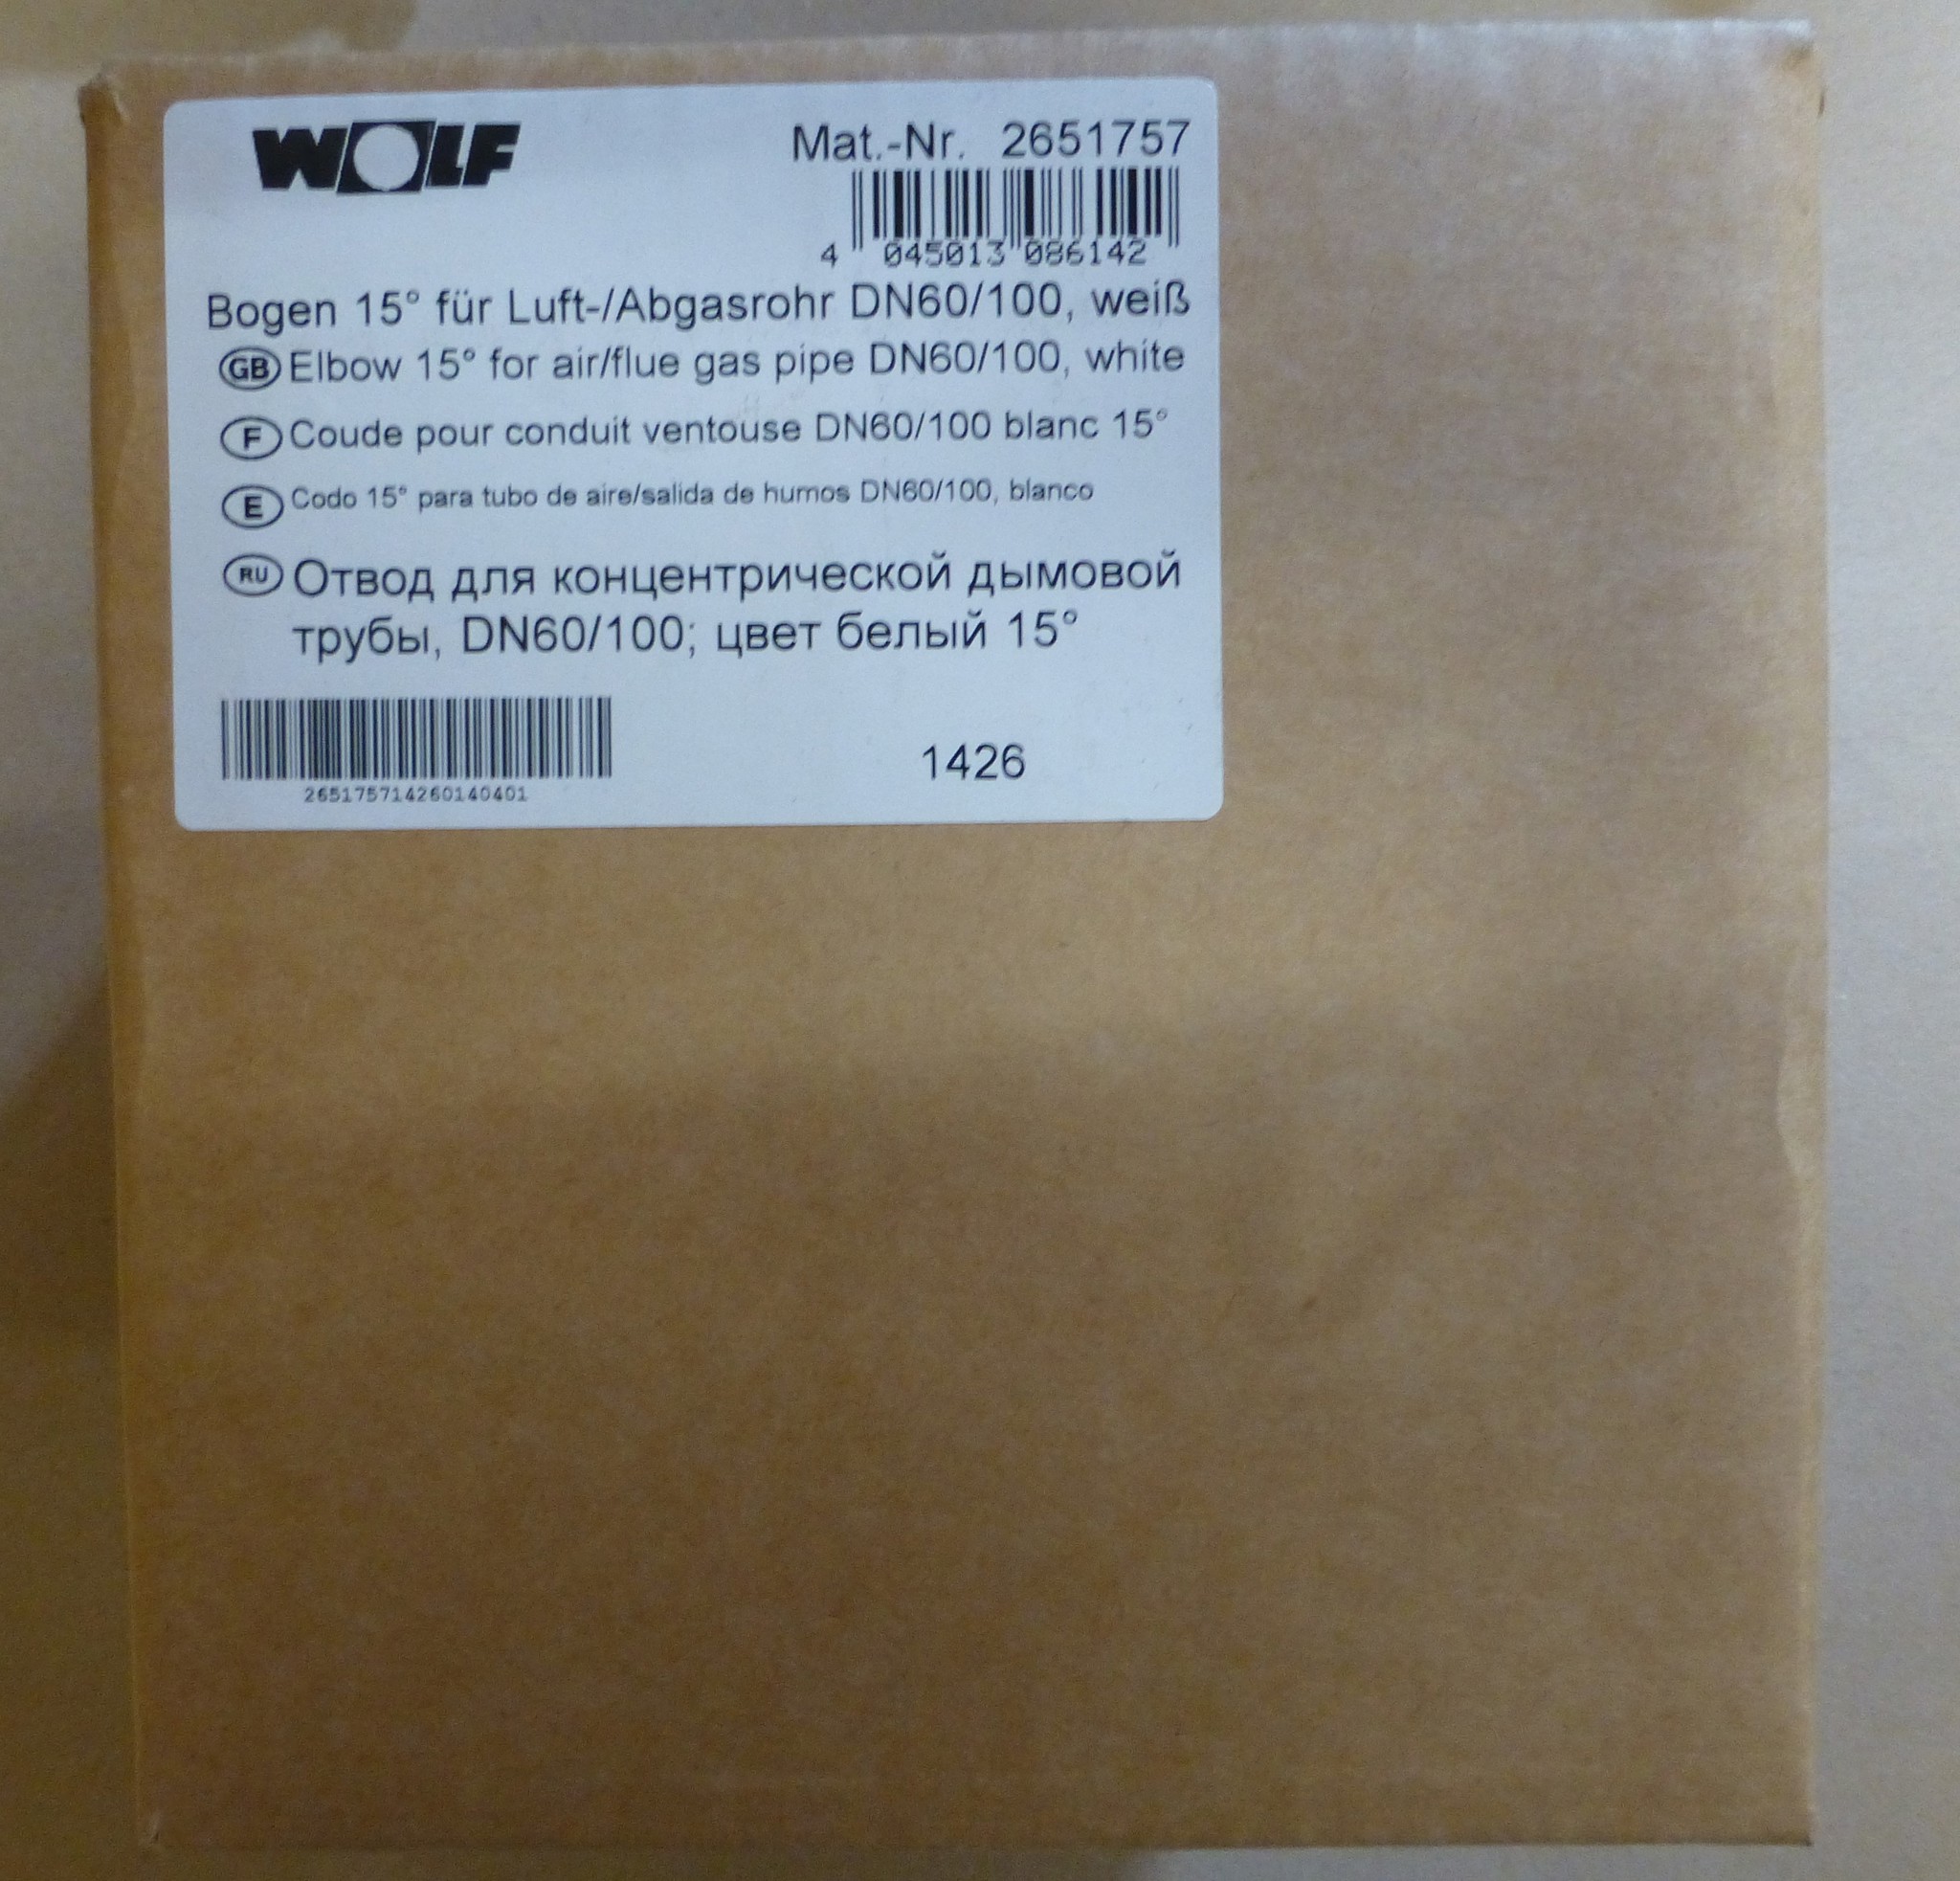 WOLF
Mat.-Nr. 2651757
4 045013 086142
Bogen 15° für Luft-/Abgasrohr DN60/100, weiß
GB Elbow 15° for air/flue gas pipe DN60/100, white
F Coude pour conduit ventouse DN60/100 blanc 15°
E Codo 15° para tubo de aire/salida de humos DN60/100, blanco
RU Отвод для концентрической дымовой
трубы, DN60/100; цвет белый 15°
265175714260140401
1426